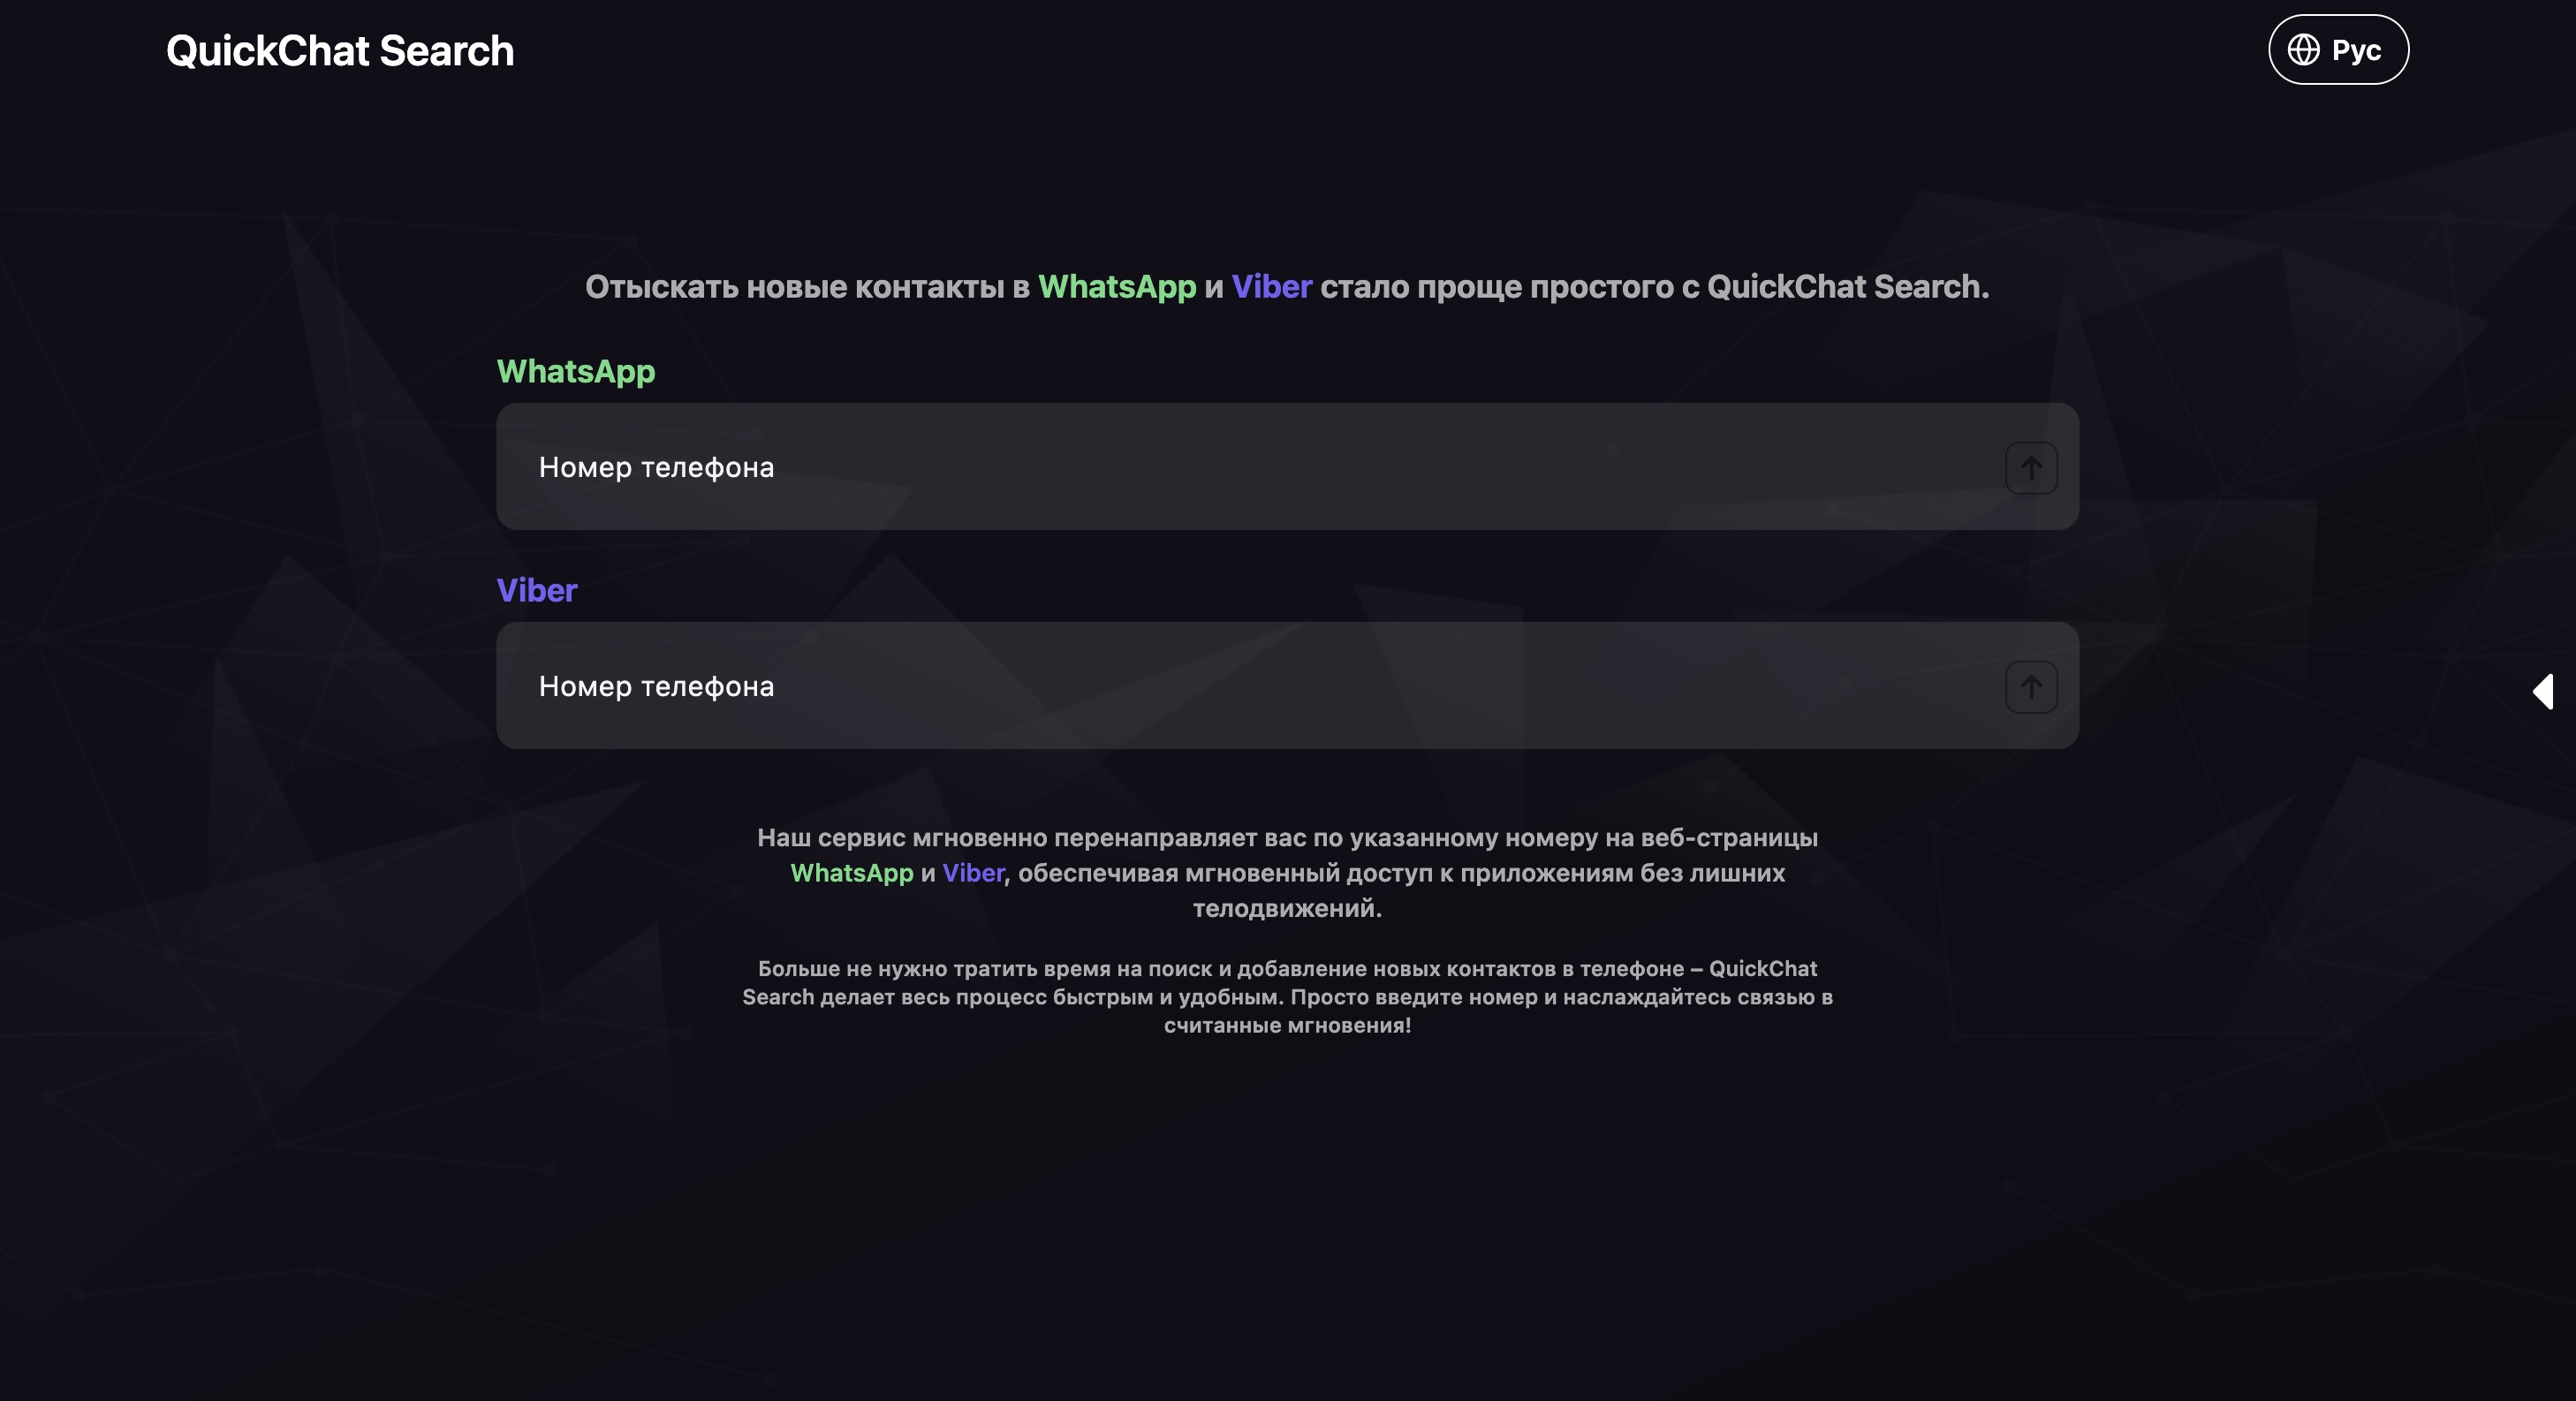 QuickChat Search
Рус
Отыскать новые контакты в WhatsApp и Viber стало проще простого с QuickChat Search.
WhatsApp
Номер телефона
Viber
Номер телефона
Наш сервис мгновенно перенаправляет вас по указанному номеру на веб-страницы
WhatsApp и Viber, обеспечивая мгновенный доступ к приложениям без лишних
телодвижений.
Больше не нужно тратить время на поиск и добавление новых контактов в телефоне – QuickChat
Search делает весь процесс быстрым и удобным. Просто введите номер и наслаждайтесь связью в
считанные мгновения!